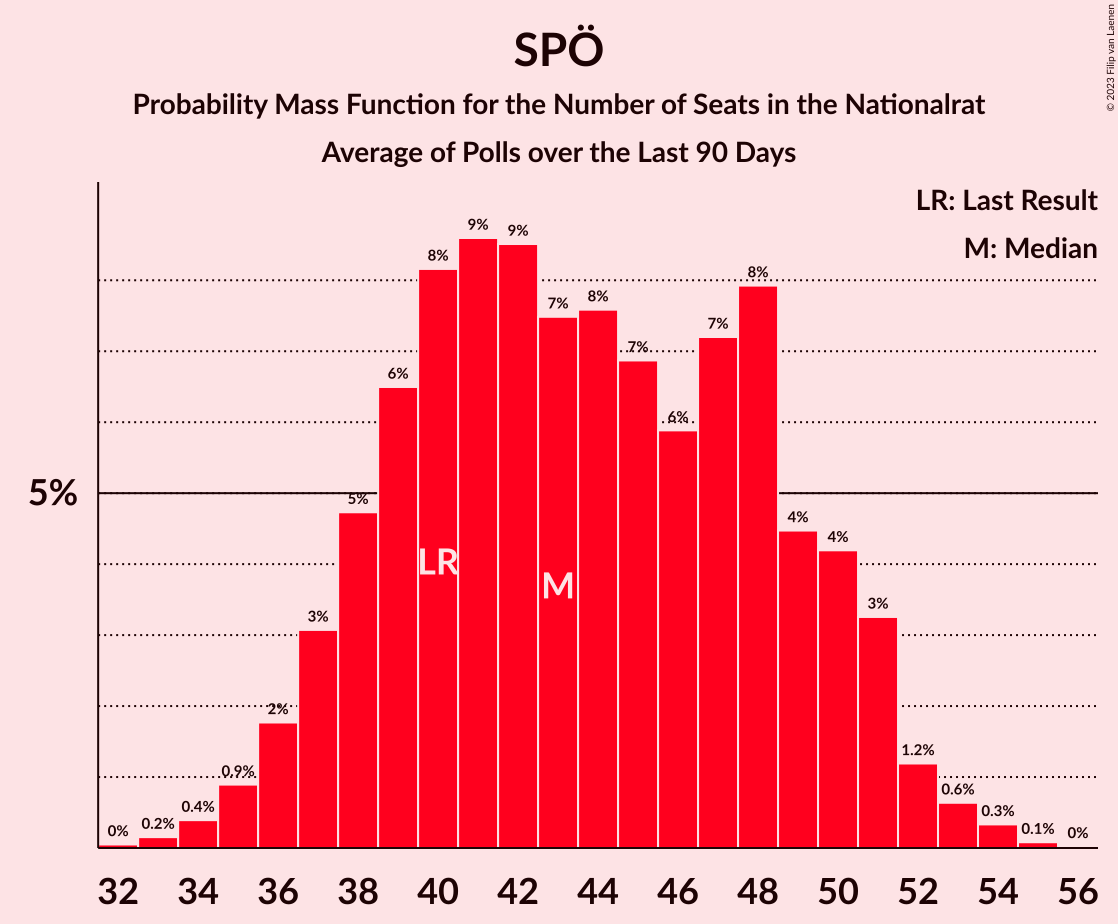 SPÖ
Probability Mass Function for the Number of Seats in the Nationalrat
Average of Polls over the Last 90 Days
© 2023 Filip van Laenen
LR: Last Result
M: Median
5%
0%
0.2%
0.4%
0.9%
2%
3%
5%
6%
8%
9%
9%
7%
8%
7%
6%
7%
8%
4%
4%
3%
1.2%
0.6%
0.3%
0.1%
0%
LR
M
32 34 36 38 40 42 44 46 48 50 52 54 56